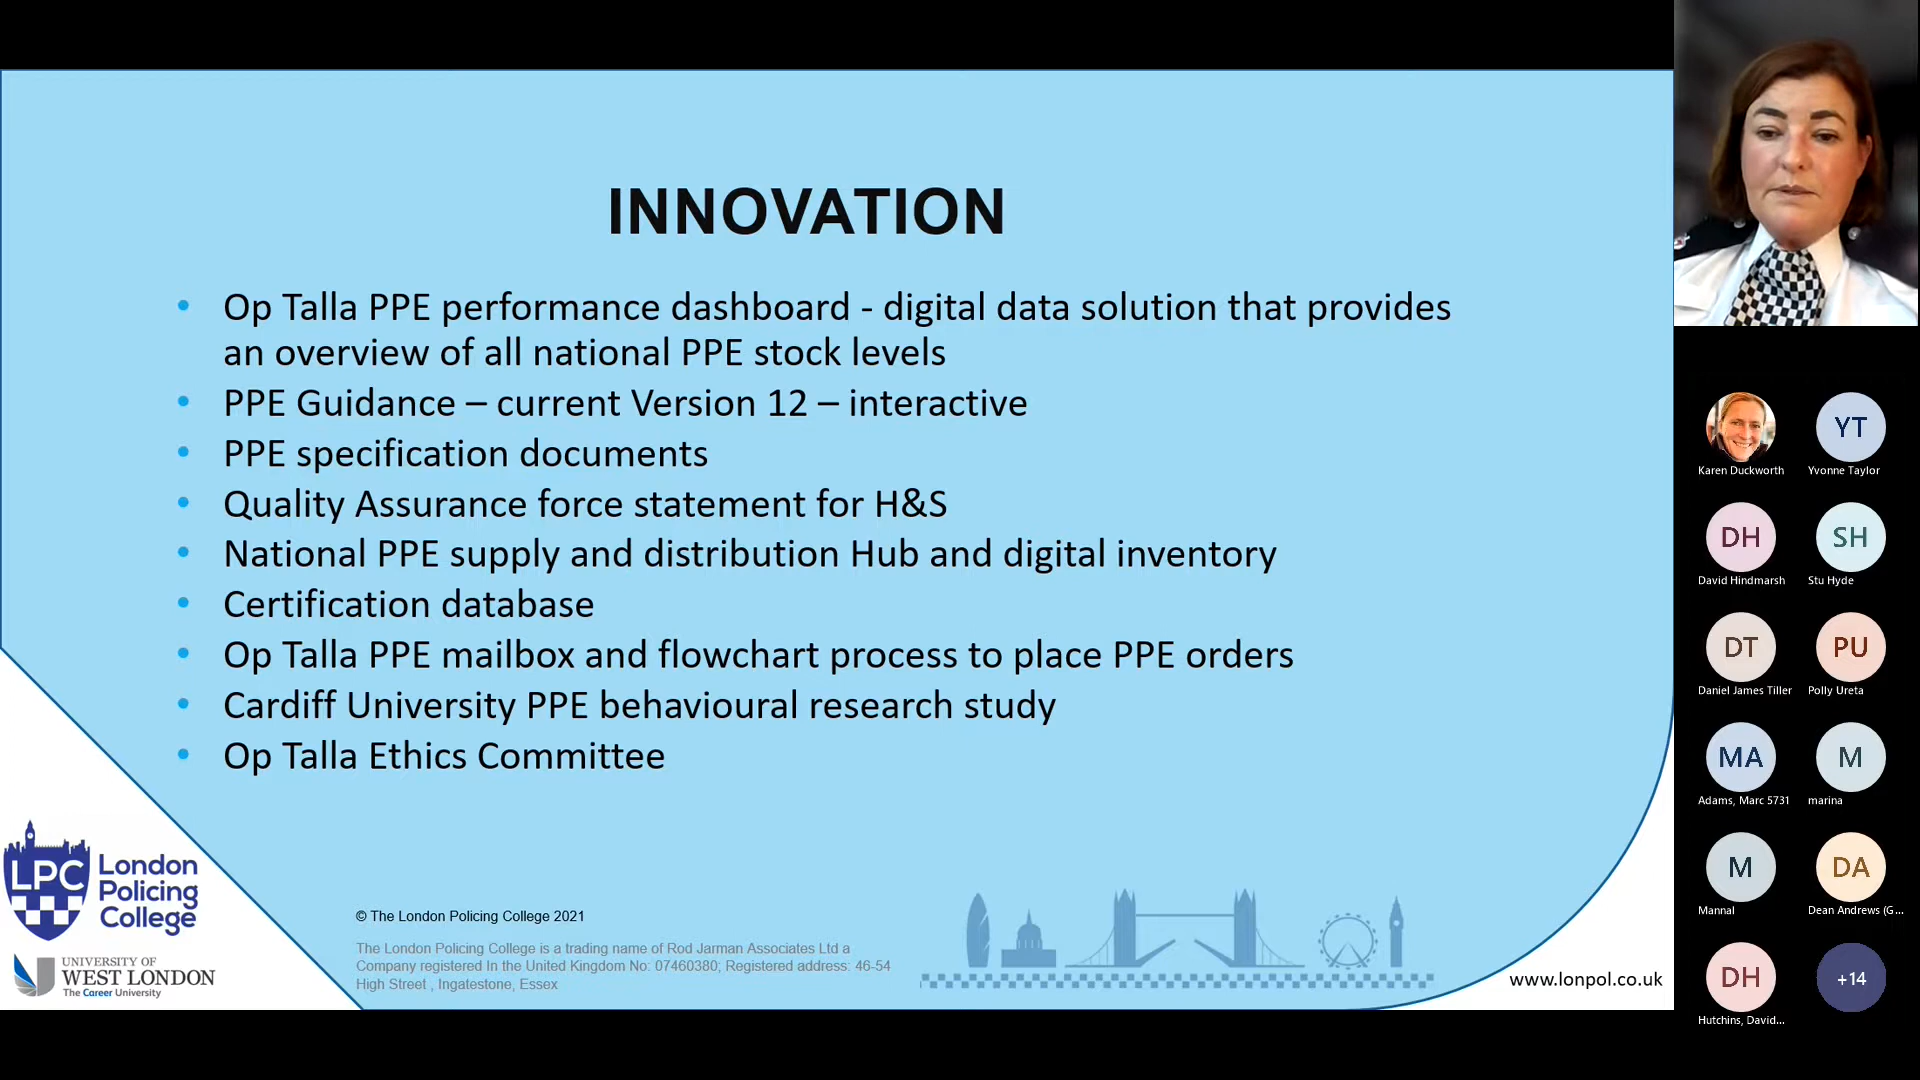 INNOVATION
• Op Talla PPE performance dashboard - digital data solution that provides
an overview of all national PPE stock levels
• PPE Guidance – current Version 12 – interactive
• PPE specification documents
• Quality Assurance force statement for H&S
• National PPE supply and distribution Hub and digital inventory
• Certification database
• Op Talla PPE mailbox and flowchart process to place PPE orders
• Cardiff University PPE behavioural research study
• Op Talla Ethics Committee
LPC
London
Policing
College
UNIVERSITY OF
WEST LONDON
The Career University
© The London Policing College 2021
The London Policing College is a trading name of Rod Jarman Associates Ltd a
Company registered In the United Kingdom No: 07460380; Registered address: 46-54
High Street , Ingatestone, Essex
www.lonpol.co.uk
YT
Karen Duckworth
Yvonne Taylor
DH
SH
David Hindmarsh
Stu Hyde
DT
PU
Daniel James Tiller
Polly Ureta
MA
M
Adams, Marc 5731
marina
M
DA
Mannal
Dean Andrews (G...
DH
+14
Hutchins, David...